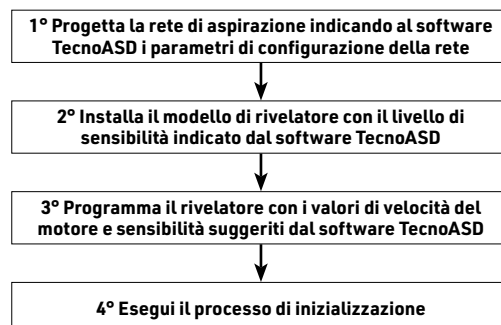 1° Progetta la rete di aspirazione indicando al software
TecnoASD i parametri di configurazione della rete
2° Installa il modello di rivelatore con il livello di
sensibilità indicato dal software TecnoASD
3° Programma il rivelatore con i valori di velocità del
motore e sensibilità suggeriti dal software TecnoASD
4° Esegui il processo di inizializzazione